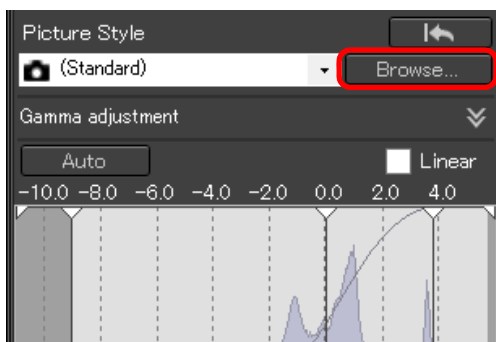 Picture Style
(Standard)
Browse...
Gamma adjustment
Auto
Linear
-10.0 -8.0 -6.0 -4.0 -2.0 0.0 2.0 4.0